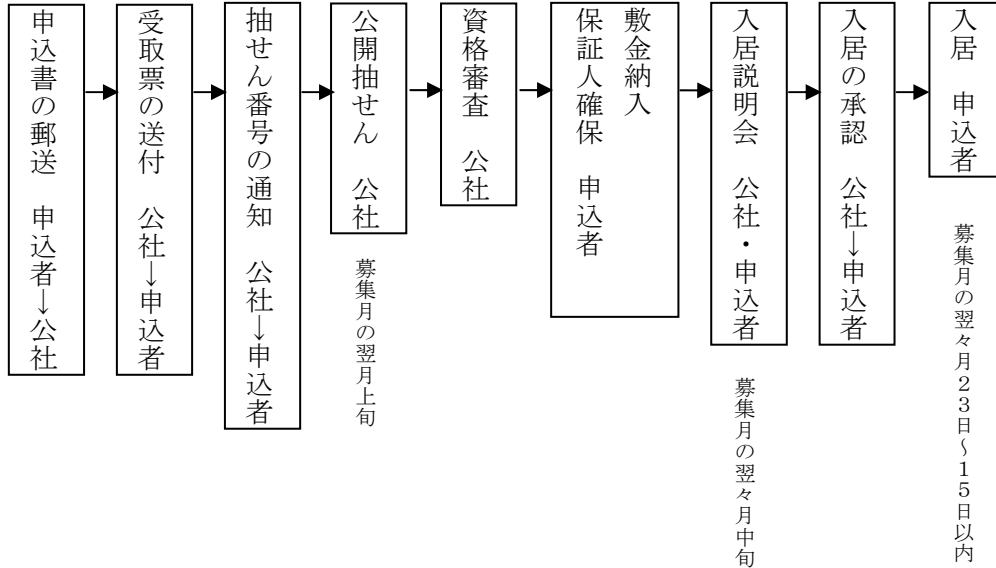 申込書の郵送　申込者→公社
受取票の送付　公社→申込者
抽せん番号の通知　公社→申込者
公開抽せん　公社
募集月の翌月上旬
資格審査　公社
敷金納入
保証人確保　申込者
入居説明会　公社・申込者
募集月の翌々月中旬
入居の承認　公社→申込者
入居　申込者
募集月の翌々月２３日～１５日以内